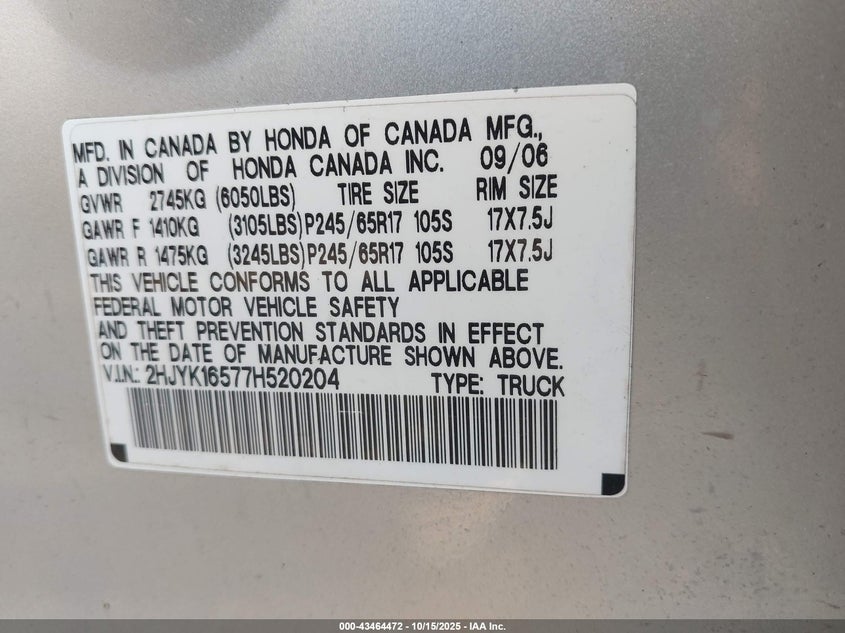 MFD. IN CANADA BY HONDA OF CANADA MFG.,
A DIVISION OF HONDA CANADA INC. 09/06
GVWR 2745KG (6050LBS) TIRE SIZE RIM SIZE
GAWR F 1410KG (3105LBS) P245/65R17 105S 17X7.5J
GAWR R 1475KG (3245LBS) P245/65R17 105S 17X7.5J
THIS VEHICLE CONFORMS TO ALL APPLICABLE
FEDERAL MOTOR VEHICLE SAFETY
AND THEFT PREVENTION STANDARDS IN EFFECT
ON THE DATE OF MANUFACTURE SHOWN ABOVE.
V.I.N.: 2HJYK16577H520204 TYPE: TRUCK
000-43464472 - 10/15/2025 - IAA Inc.